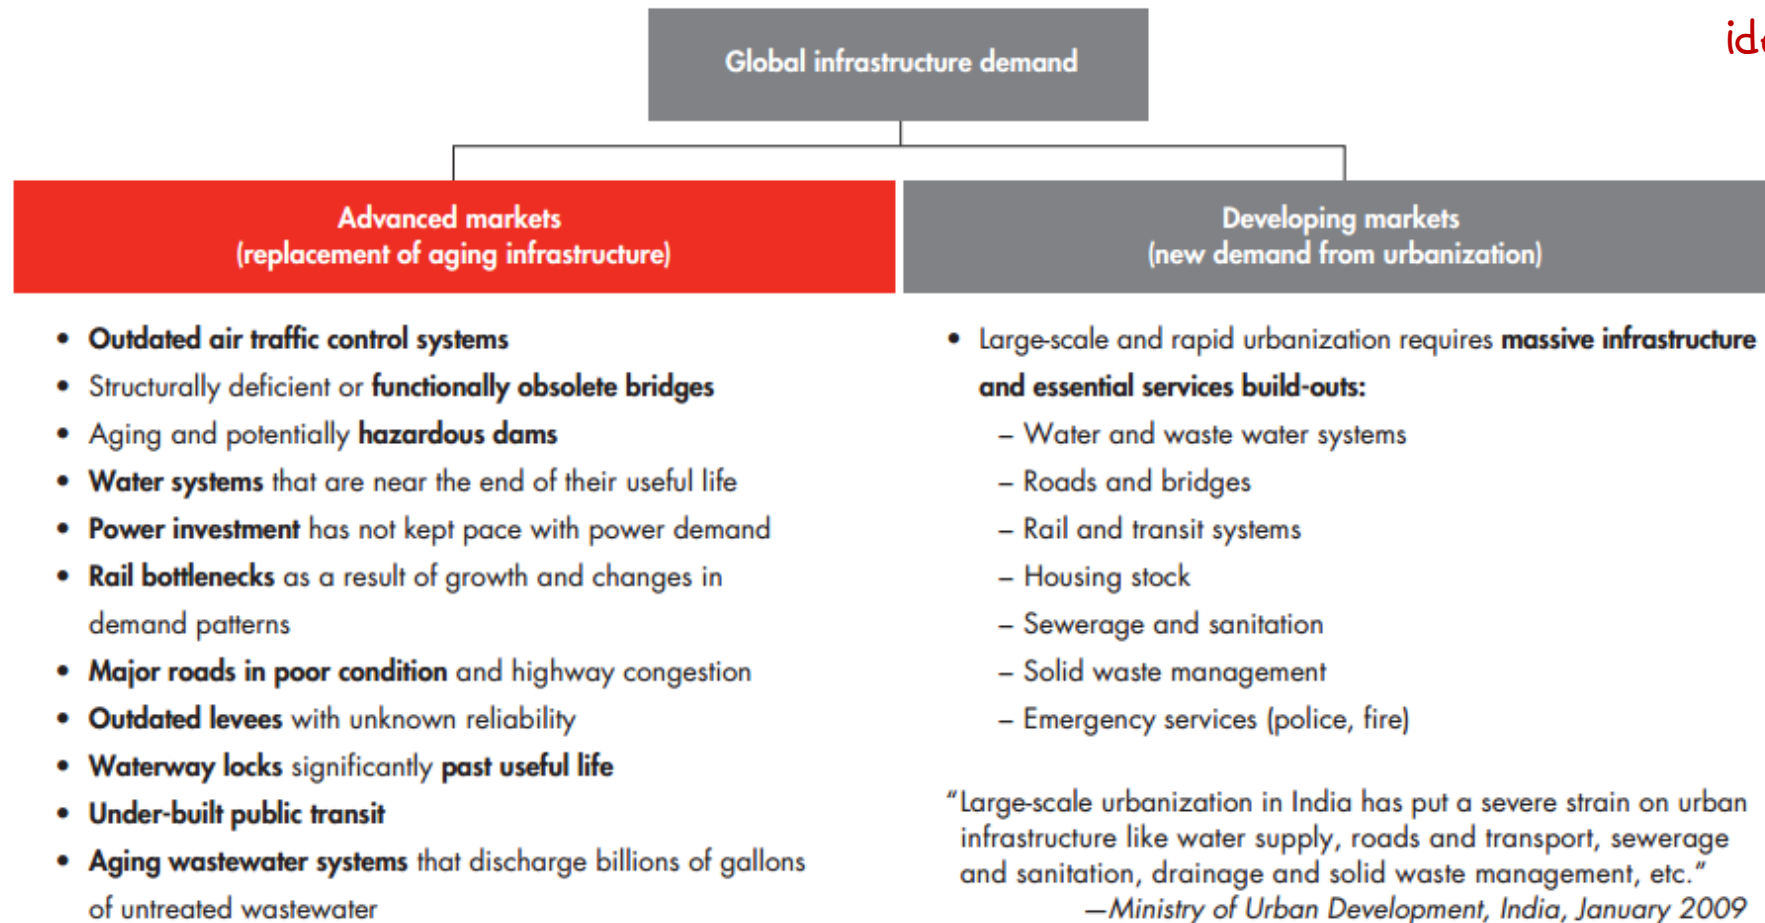 Global infrastructure demand
Advanced markets
(replacement of aging infrastructure)
• Outdated air traffic control systems
• Structurally deficient or functionally obsolete bridges
• Aging and potentially hazardous dams
• Water systems that are near the end of their useful life
• Power investment has not kept pace with power demand
• Rail bottlenecks as a result of growth and changes in
demand patterns
• Major roads in poor condition and highway congestion
• Outdated levees with unknown reliability
• Waterway locks significantly past useful life
• Under-built public transit
• Aging wastewater systems that discharge billions of gallons
of untreated wastewater
Developing markets
(new demand from urbanization)
• Large-scale and rapid urbanization requires massive infrastructure
and essential services build-outs:
– Water and waste water systems
– Roads and bridges
– Rail and transit systems
– Housing stock
– Sewerage and sanitation
– Solid waste management
– Emergency services (police, fire)
“Large-scale urbanization in India has put a severe strain on urban
infrastructure like water supply, roads and transport, sewerage
and sanitation, drainage and solid waste management, etc.”
—Ministry of Urban Development, India, January 2009